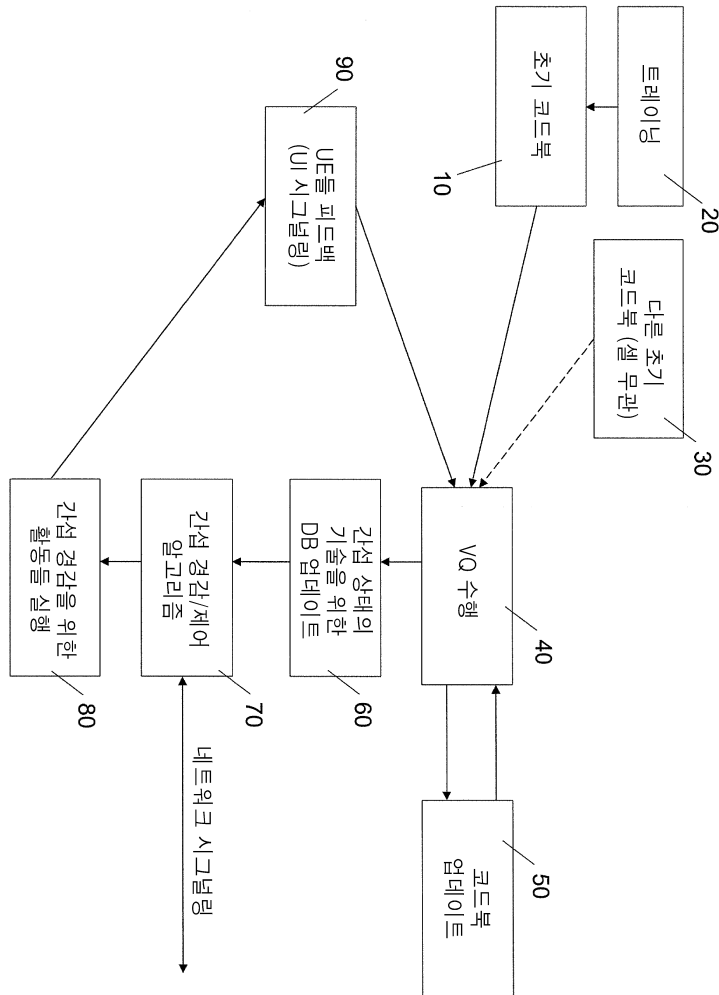 트레이닝
20
다른 초기
코드북 (셀 무관)
30
초기 코드북
10
VQ 수행
40
코드북
업데이트
50
90
UE들 피드백
(UI 시그널링)
간섭 상태의
기술을 위한
DB 업데이트
60
간섭 경감/제어
알고리즘
70
네트워크 시그널링
간섭 경감을 위한
활동들 실행
80